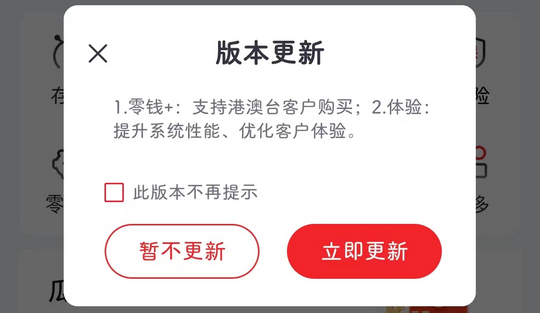 版本更新
1.零钱+：支持港澳台客户购买；2.体验：
提升系统性能、优化客户体验。
此版本不再提示
暂不更新
立即更新
存
险
零
多
瓜